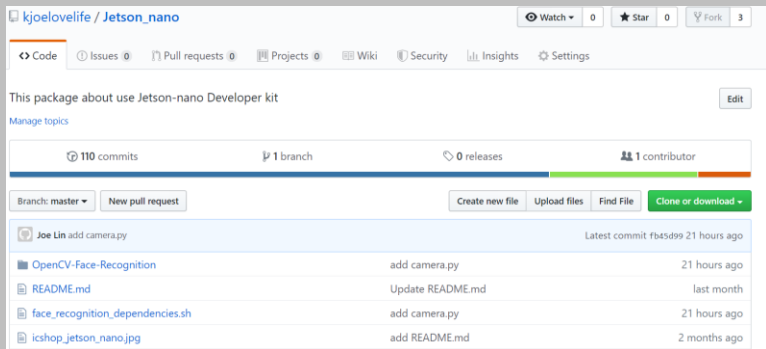 kjoelovelife / Jetson_nano
Watch 0 Star 0 Fork 3
Code Issues 0 Pull requests 0 Projects 0 Wiki Security Insights Settings
This package about use Jetson-nano Developer kit
Edit
Manage topics
110 commits 1 branch 0 releases 1 contributor
Branch: master New pull request Create new file Upload files Find File Clone or download
Joe Lin add camera.py Latest commit fb45d99 21 hours ago
OpenCV-Face-Recognition add camera.py 21 hours ago
README.md Update README.md last month
face_recognition_dependencies.sh add camera.py 21 hours ago
icshop_jetson_nano.jpg add README.md 2 months ago